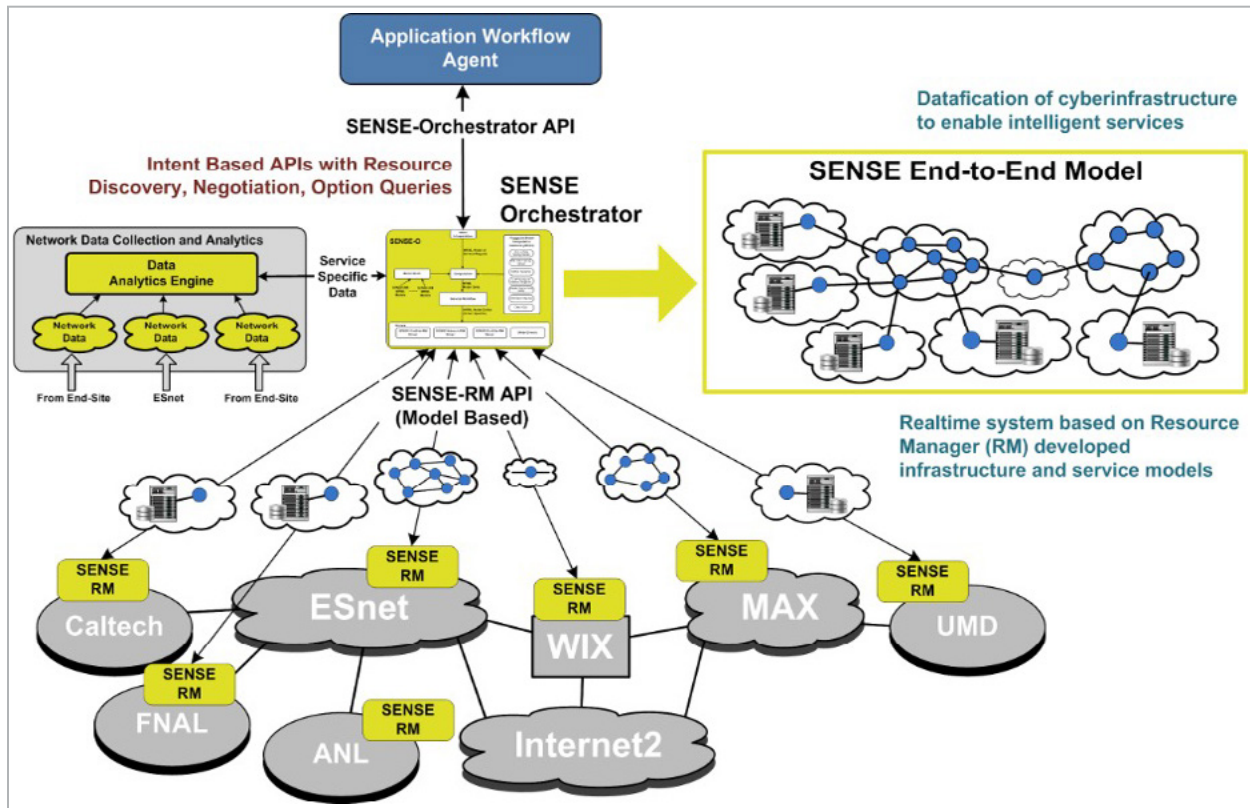 Application Workflow
Agent
SENSE-Orchestrator API
Intent Based APIs with Resource
Discovery, Negotiation, Option Queries
SENSE
Orchestrator
Datafication of cyberinfrastructure
to enable intelligent services
SENSE End-to-End Model
Network Data Collection and Analytics
Data
Analytics Engine
Network
Data
Network
Data
Network
Data
From End-Site
ESnet
From End-Site
Service
Specific
Data
SENSE-O
SENSE-RM API
(Model Based)
Realtime system based on Resource
Manager (RM) developed
infrastructure and service models
SENSE
RM
Caltech
SENSE
RM
ESnet
SENSE
RM
WIX
SENSE
RM
MAX
SENSE
RM
UMD
SENSE
RM
FNAL
SENSE
RM
ANL
Internet2